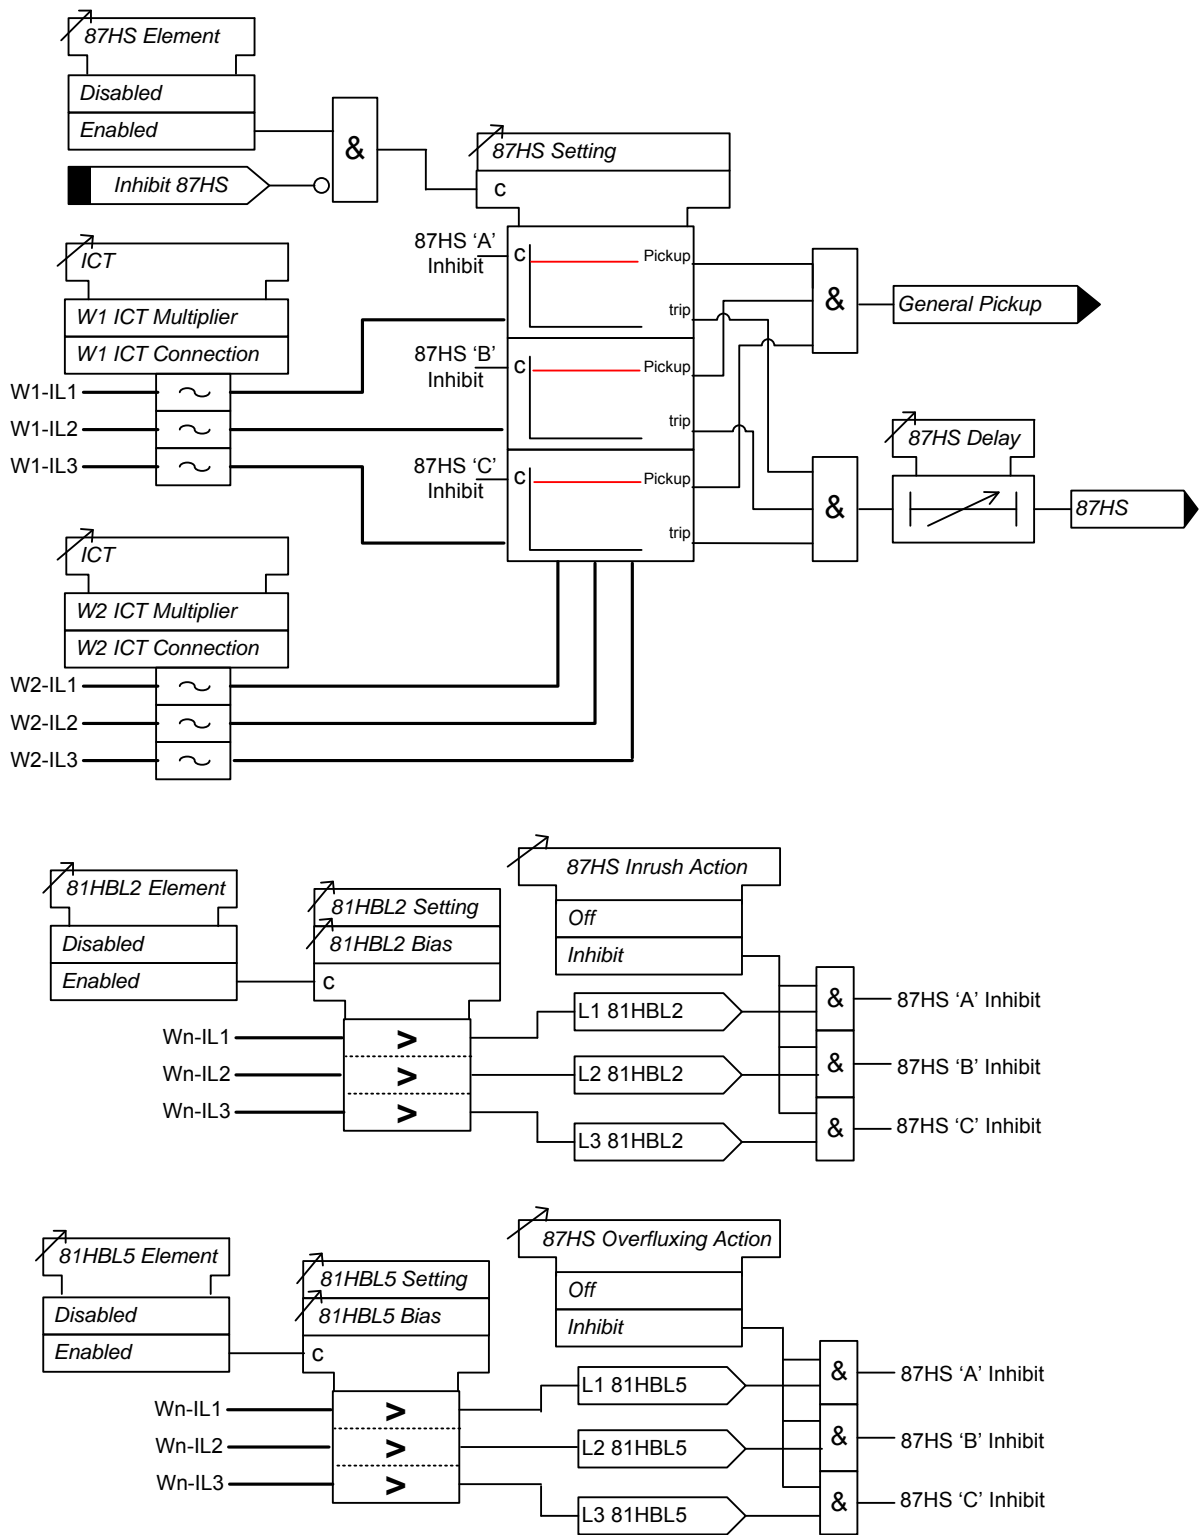 87HS Element
Disabled
Enabled
Inhibit 87HS
&
87HS Setting
c
ICT
W1 ICT Multiplier
W1 ICT Connection
W1-IL1
W1-IL2
W1-IL3
87HS ‘A’
Inhibit
c
Pickup
trip
87HS ‘B’
Inhibit
c
Pickup
trip
87HS ‘C’
Inhibit
c
Pickup
trip
&
General Pickup
&
87HS Delay
87HS
ICT
W2 ICT Multiplier
W2 ICT Connection
W2-IL1
W2-IL2
W2-IL3
81HBL2 Element
Disabled
Enabled
81HBL2 Setting
81HBL2 Bias
c
87HS Inrush Action
Off
Inhibit
Wn-IL1
>
L1 81HBL2
&
87HS ‘A’ Inhibit
Wn-IL2
>
L2 81HBL2
&
87HS ‘B’ Inhibit
Wn-IL3
>
L3 81HBL2
&
87HS ‘C’ Inhibit
81HBL5 Element
Disabled
Enabled
81HBL5 Setting
81HBL5 Bias
c
87HS Overfluxing Action
Off
Inhibit
Wn-IL1
>
L1 81HBL5
&
87HS ‘A’ Inhibit
Wn-IL2
>
L2 81HBL5
&
87HS ‘B’ Inhibit
Wn-IL3
>
L3 81HBL5
&
87HS ‘C’ Inhibit